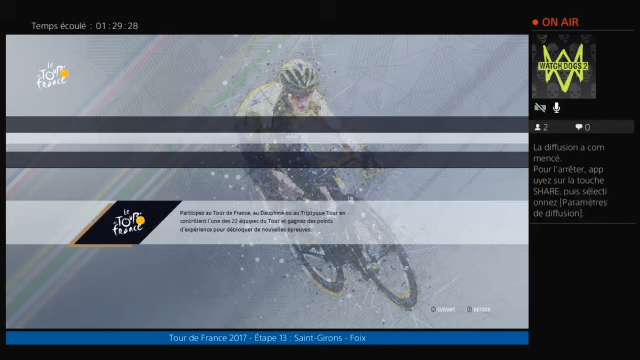 Temps écoulé : 01 : 29 : 28
ON AIR
le
Tour
de
france
WATCH DOGS 2
2
0
La diffusion a com
mencé.
Pour l'arrêter, app
uyez sur la touche
SHARE, puis sélecti
onnez [Paramètres
de diffusion].
le
Tour
de
france
Participez au Tour de France, au Dauphiné ou au Triptyque Tour en
contrôlant l'une des 22 équipes du Tour et gagnez des points
d'expérience pour débloquer de nouvelles épreuves.
SUIVANT
RETOUR
Tour de France 2017 - Étape 13 : Saint-Girons - Foix